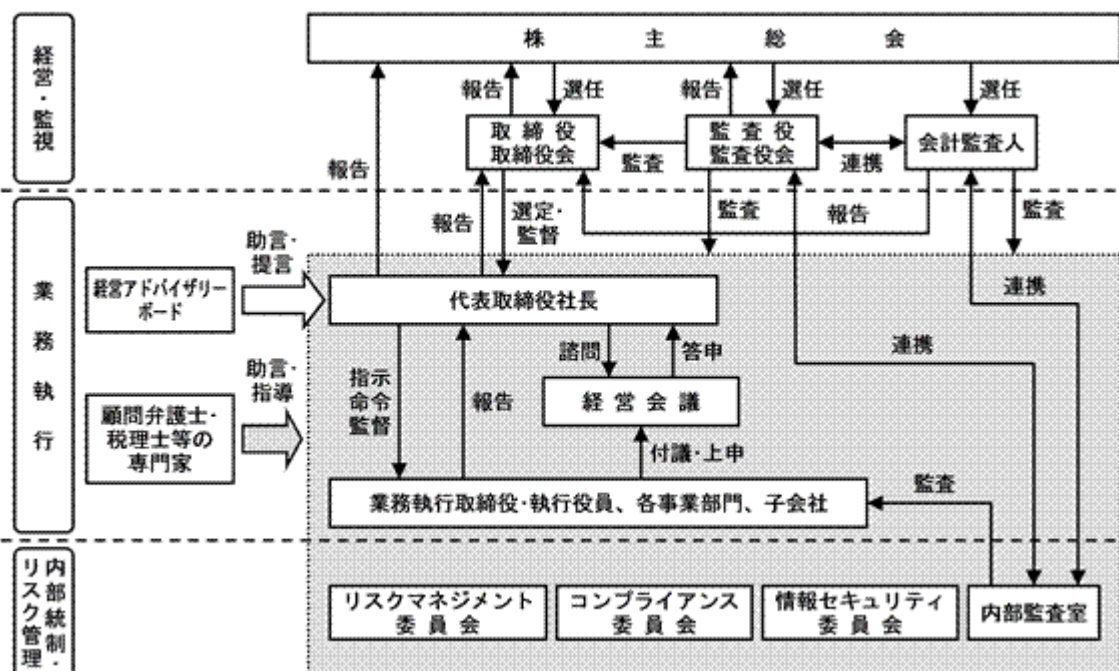 株主総会
経営・監視
報告
選任
報告
選任
選任
取締役
取締役会
監査
監査役
監査役会
連携
会計監査人
報告
報告
選定・
監督
監査
報告
監査
業務執行
助言・
提言
経営アドバイザリー
ボード
代表取締役社長
連携
連携
諮問
答申
助言・
指導
指示
命令
監督
報告
経営会議
顧問弁護士・
税理士等の
専門家
付議・上申
業務執行取締役・執行役員、各事業部門、子会社
監査
内部統制・
リスク管理
リスクマネジメント
委員会
コンプライアンス
委員会
情報セキュリティ
委員会
内部監査室